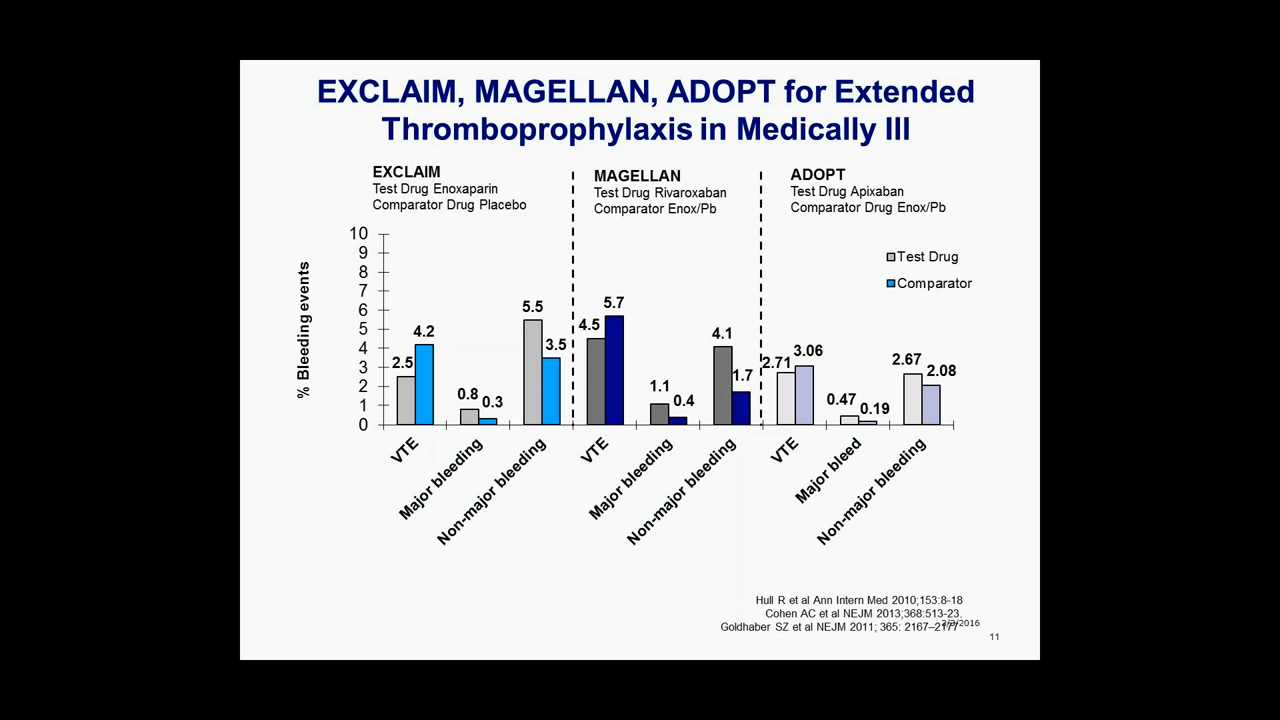 EXCLAIM, MAGELLAN, ADOPT for Extended
Thromboprophylaxis in Medically Ill
EXCLAIM
Test Drug Enoxaparin
Comparator Drug Placebo
MAGELLAN
Test Drug Rivaroxaban
Comparator Enox/Pb
ADOPT
Test Drug Apixaban
Comparator Drug Enox/Pb
Test Drug
Comparator
% Bleeding events
10
9
8
7
6
5
4
3
2
1
0
2.5
4.2
0.8
0.3
5.5
3.5
4.5
5.7
1.1
0.4
4.1
1.7
2.71
3.06
0.47
0.19
2.67
2.08
VTE
Major bleeding
Non-major bleeding
VTE
Major bleeding
Non-major bleeding
VTE
Major bleed
Non-major bleeding
Hull R et al Ann Intern Med 2010;153:8-18
Cohen AC et al NEJM 2013;368:513-23.
Goldhaber SZ et al NEJM 2011; 365: 2167–2177
/2016
11